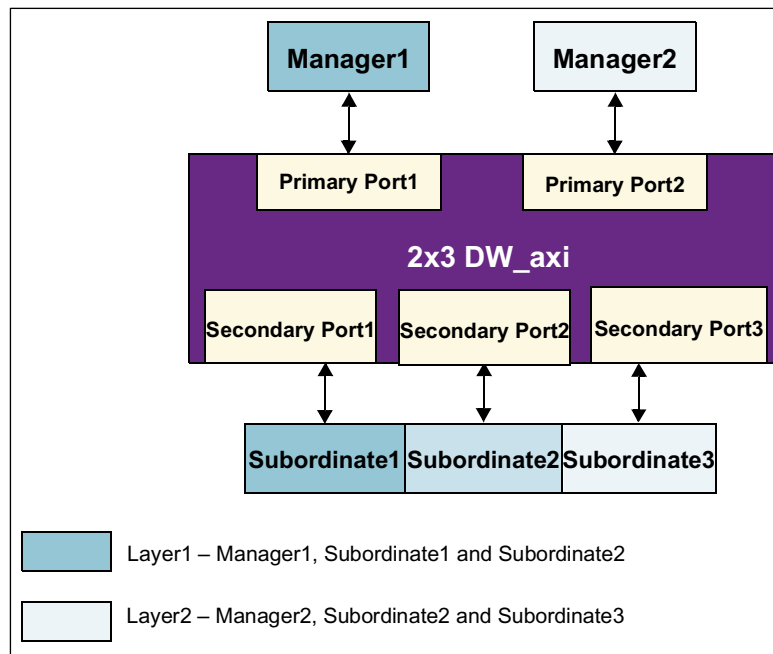 Manager1
Manager2
Primary Port1
Primary Port2
2x3 DW_axi
Secondary Port1
Secondary Port2
Secondary Port3
Subordinate1
Subordinate2
Subordinate3
Layer1 – Manager1, Subordinate1 and Subordinate2
Layer2 – Manager2, Subordinate2 and Subordinate3